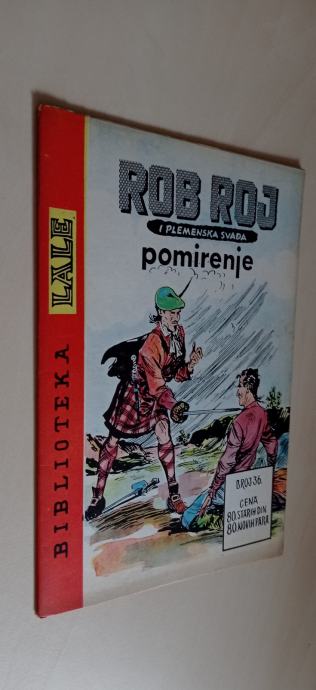 ROB ROJ
I PLEMENSKA SVAĐA
pomirenje
BIBLIOTEKA LALE
BROJ 36.
CENA
80.STARIH DIN
80.NOVIH PARA